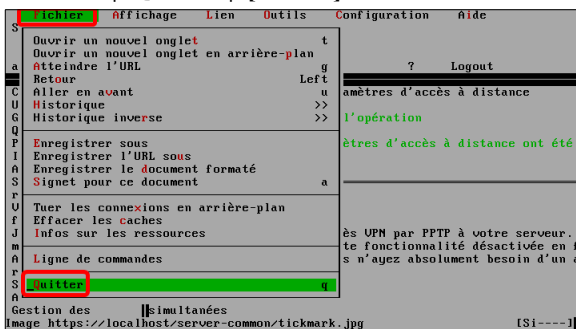 Fichier Affichage Lien Outils Configuration Aide
S
Ouvrir un nouvel onglet t
Ouvrir un nouvel onglet en arrière-plan
a Atteindre l'URL g ? Logout
Retour Left
C Aller en avant u amètres d'accès à distance
U Historique >>
G Historique inverse >> l'opération
Q
P Enregistrer sous ètres d'accès à distance ont été
I Enregistrer l'URL sous
A Enregistrer le document formaté
S Signet pour ce document a
r
V Tuer les connexions en arrière-plan
f Effacer les caches
J Infos sur les ressources ès VPN par PPTP à votre serveur.
m te fonctionnalité désactivée en f
A Ligne de commandes s n'ayez absolument besoin d'un a
r
S Quitter q
A
Gestion des simultanées
Image https://localhost/server-common/tickmark.jpg [Si----]